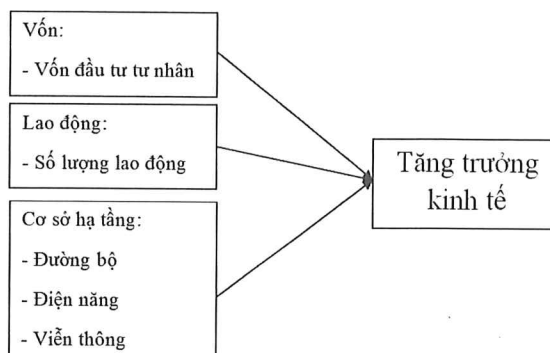 Vốn:
- Vốn đầu tư tư nhân
Lao động:
- Số lượng lao động
Cơ sở hạ tầng:
- Đường bộ
- Điện năng
- Viễn thông
Tăng trưởng
kinh tế